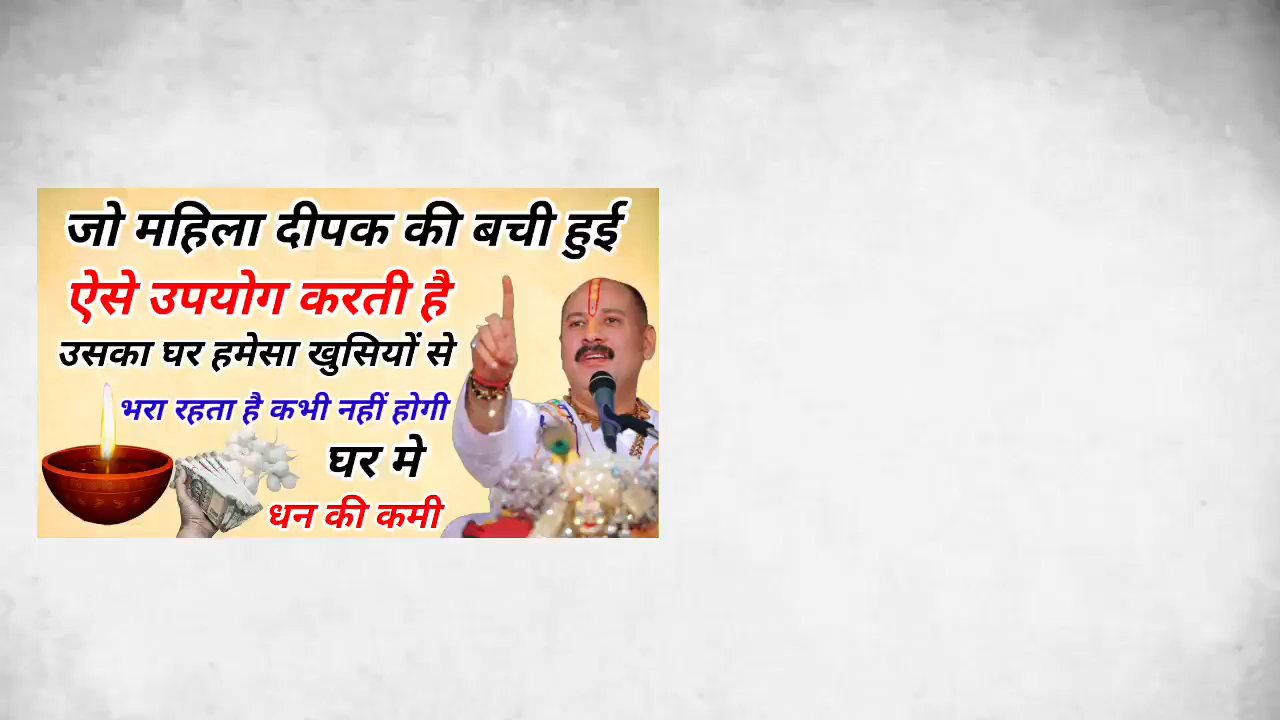 जो महिला दीपक की बची हुई
ऐसे उपयोग करती है
उसका घर हमेसा खुसियों से
भरा रहता है कभी नहीं होगी
घर मे
धन की कमी